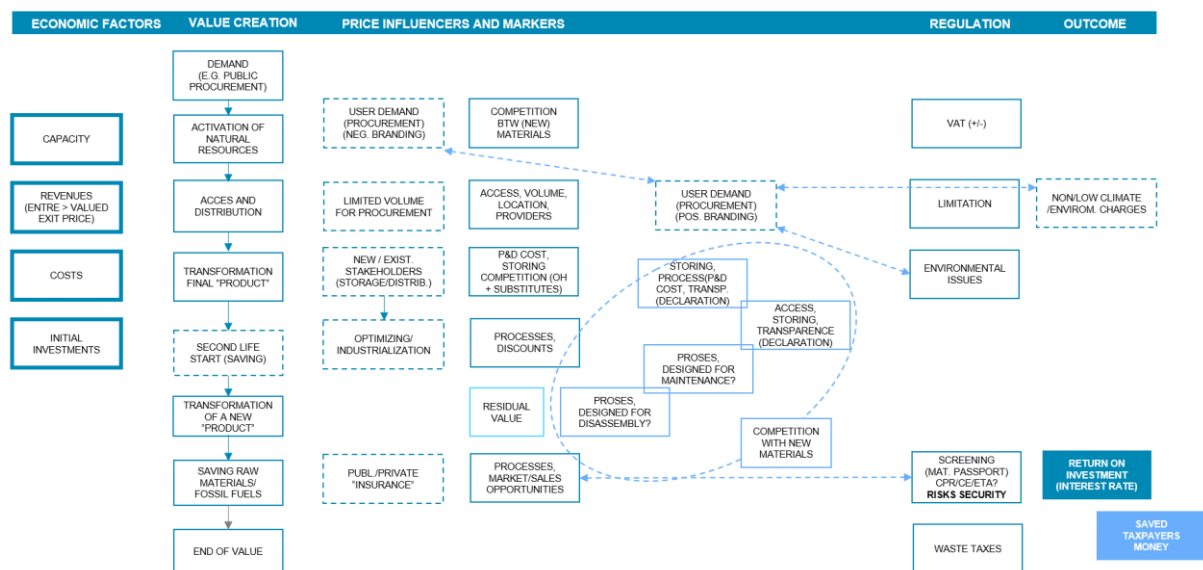 ECONOMIC FACTORS
VALUE CREATION
PRICE INFLUENCERS AND MARKERS
REGULATION
OUTCOME
CAPACITY
REVENUES
(ENTRE > VALUED
EXIT PRICE)
COSTS
INITIAL
INVESTMENTS
DEMAND
(E.G. PUBLIC
PROCUREMENT)
ACTIVATION OF
NATURAL
RESOURCES
ACCES AND
DISTRIBUTION
TRANSFORMATION
FINAL "PRODUCT"
SECOND LIFE
START (SAVING)
TRANSFORMATION
OF A NEW
"PRODUCT"
SAVING RAW
MATERIALS/
FOSSIL FUELS
END OF VALUE
USER DEMAND
(PROCUREMENT)
(NEG. BRANDING)
LIMITED VOLUME
FOR PROCUREMENT
NEW / EXIST.
STAKEHOLDERS
(STORAGE/DISTRIB.)
OPTIMIZING/
INDUSTRIALIZATION
PUBL./PRIVATE
"INSURANCE"
COMPETITION
BTW (NEW)
MATERIALS
ACCESS, VOLUME,
LOCATION,
PROVIDERS
P&D COST,
STORING
COMPETITION (OH
+ SUBSTITUTES)
PROCESSES,
DISCOUNTS
RESIDUAL
VALUE
PROCESSES,
MARKET/SALES
OPPORTUNITIES
USER DEMAND
(PROCUREMENT)
(POS. BRANDING)
STORING,
PROCESS(P&D
COST, TRANSP.
(DECLARATION)
ACCESS,
STORING,
TRANSPARENCE
(DECLARATION)
PROSES,
DESIGNED FOR
MAINTENANCE?
PROSES,
DESIGNED FOR
DISASSEMBLY?
COMPETITION
WITH NEW
MATERIALS
VAT (+/-)
LIMITATION
ENVIRONMENTAL
ISSUES
SCREENING
(MAT. PASSPORT)
CPR/CE/ETA?
RISKS SECURITY
WASTE TAXES
NON/LOW CLIMATE
/ENVIROM. CHARGES
RETURN ON
INVESTMENT
(INTEREST RATE)
SAVED
TAXPAYERS
MONEY